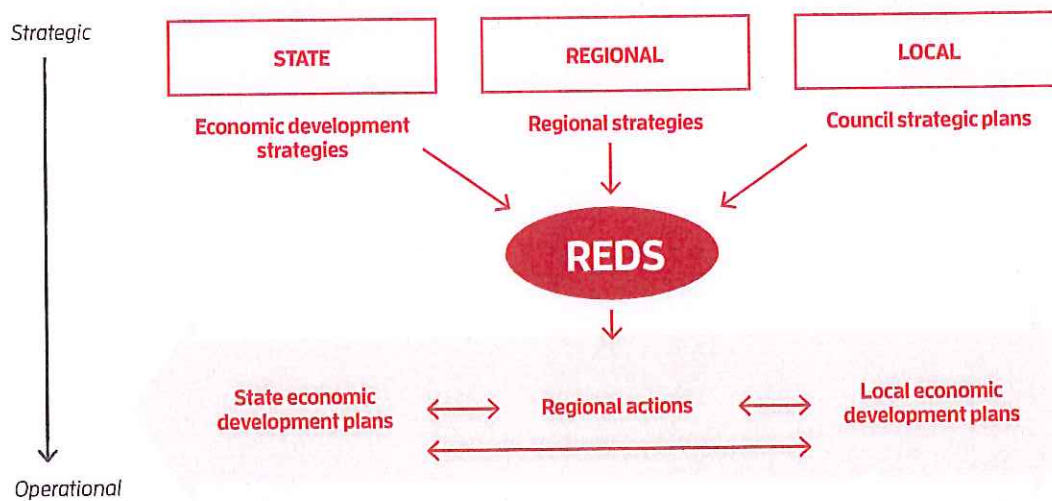 Strategic
STATE
REGIONAL
LOCAL
Economic development
strategies
Regional strategies
Council strategic plans
REDS
State economic
development plans
Regional actions
Local economic
development plans
Operational